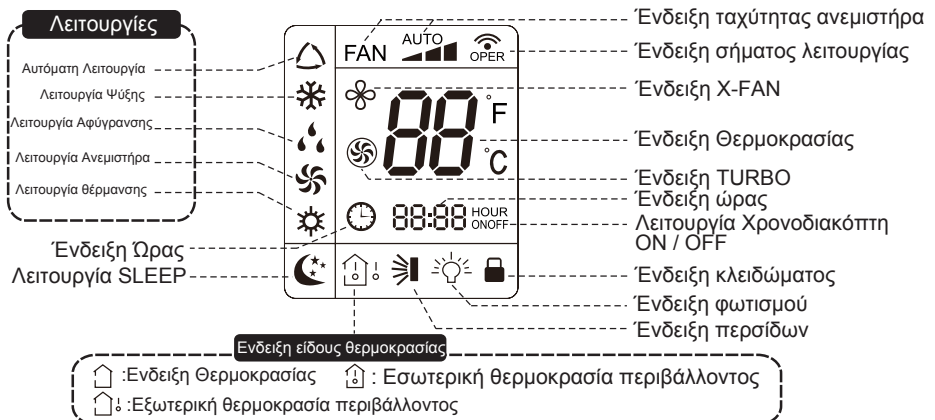 Λειτουργίες
Αυτόματη Λειτουργία
Λειτουργία Ψύξης
Λειτουργία Αφύγρανσης
Λειτουργία Ανεμιστήρα
Λειτουργία θέρμανσης
Ένδειξη Ώρας
Λειτουργία SLEEP
FAN
AUTO
OPER
88
°F
°C
88:88
HOUR
ONOFF
Ένδειξη ταχύτητας ανεμιστήρα
Ένδειξη σήματος λειτουργίας
Ένδειξη X-FAN
Ένδειξη Θερμοκρασίας
Ένδειξη TURBO
Ένδειξη ώρας
Λειτουργία Χρονοδιακόπτη
ON / OFF
Ένδειξη κλειδώματος
Ένδειξη φωτισμού
Ένδειξη περσίδων
Ενδειξη είδους θερμοκρασίας
:Ενδειξη Θερμοκρασίας : Εσωτερική θερμοκρασία περιβάλλοντος
:Εξωτερική θερμοκρασία περιβάλλοντος